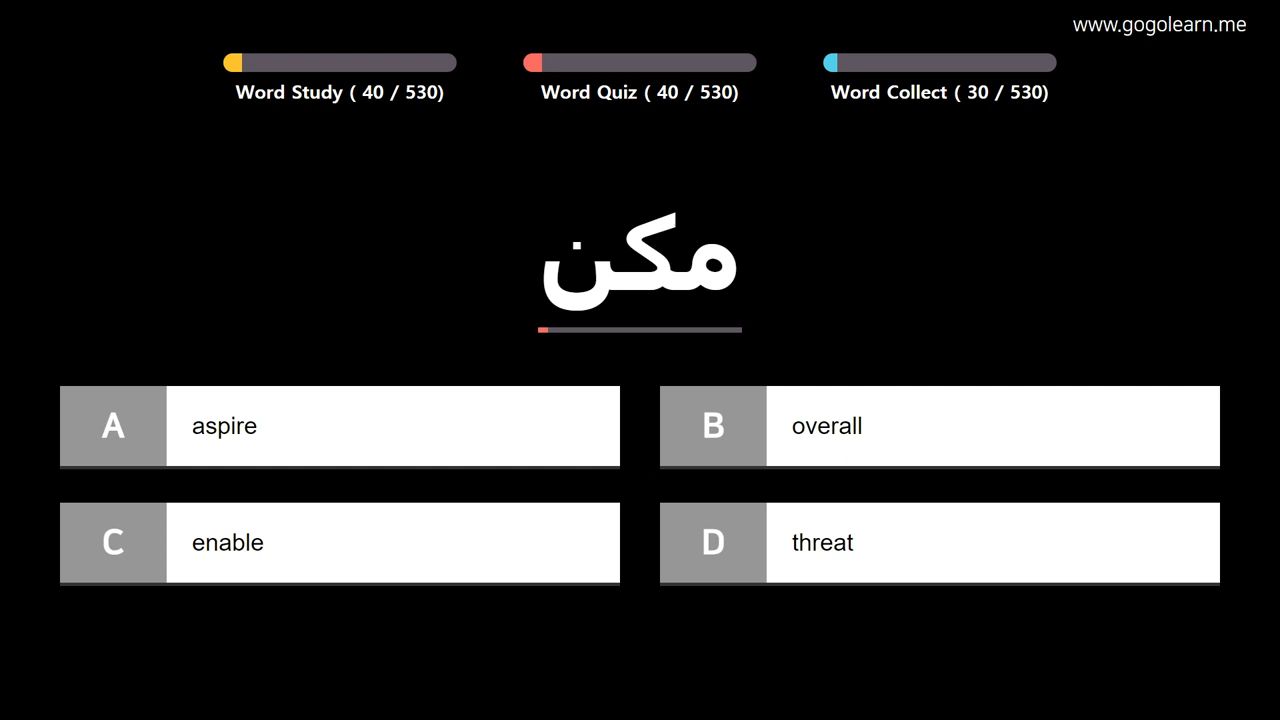 www.gogolearn.me
Word Study ( 40 / 530)
Word Quiz ( 40 / 530)
Word Collect ( 30 / 530)
مكن
A aspire
B overall
C enable
D threat